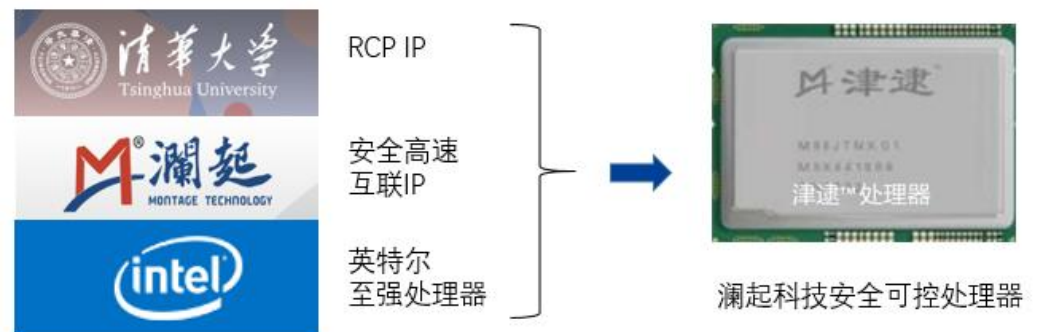 清華大学
Tsinghua University
RCP IP
瀾起
®
MONTAGE TECHNOLOGY
安全高速
互联IP
intel
英特尔
至强处理器
津逮
津逮™处理器
澜起科技安全可控处理器